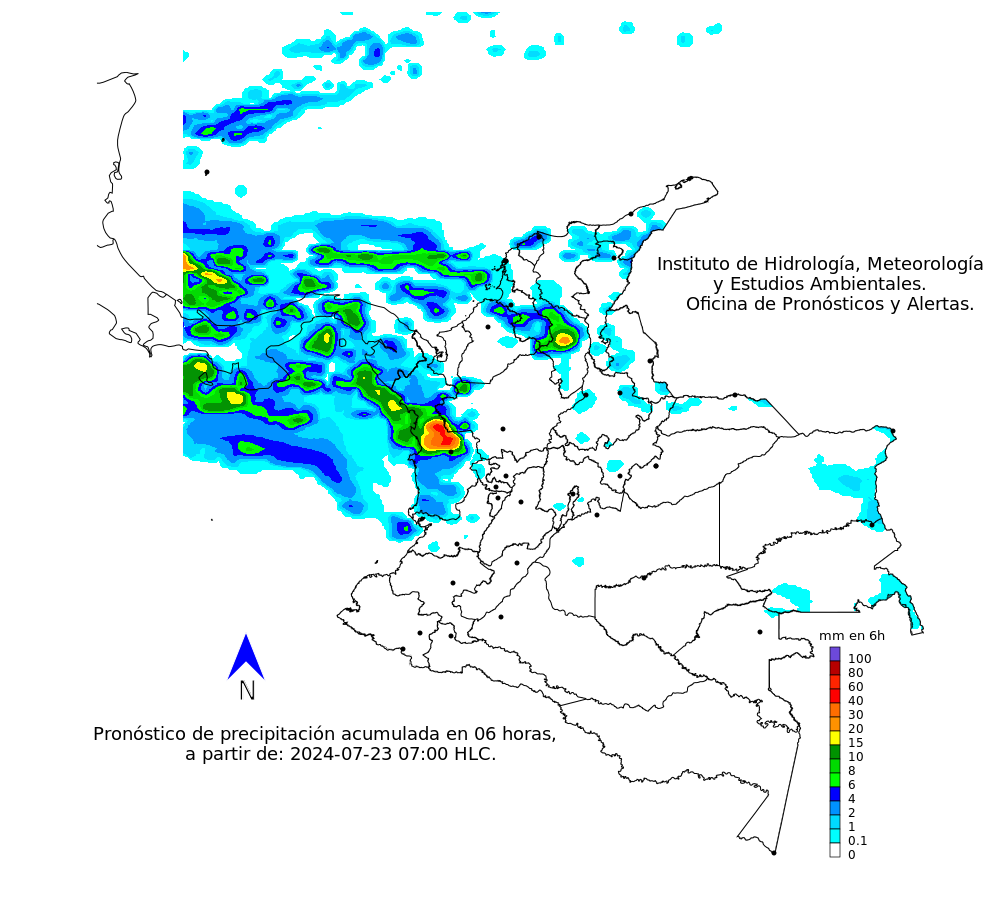 Instituto de Hidrología, Meteorología
y Estudios Ambientales.
Oficina de Pronósticos y Alertas.
mm en 6h
100
80
60
40
30
20
15
10
8
6
4
2
1
0.1
0
N
Pronóstico de precipitación acumulada en 06 horas,
a partir de: 2024-07-23 07:00 HLC.